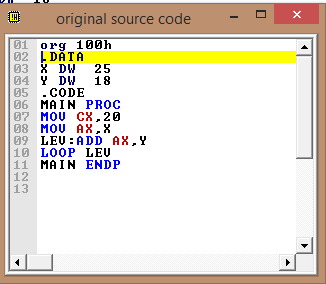 original source code
01 org 100h
02 .DATA
03 X DW  25
04 Y DW  18
05 .CODE
06 MAIN PROC
07 MOV CX,20
08 MOV AX,X
09 LEV:ADD AX,Y
10 LOOP LEV
11 MAIN ENDP
12
13